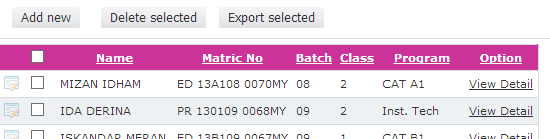 Add new Delete selected Export selected
Name Matric No Batch Class Program Option
MIZAN IDHAM ED 13A108 0070MY 08 2 CAT A1 View Detail
IDA DERINA PR 130109 0068MY 09 2 Inst. Tech View Detail
ISKANDAR MERAN ED 13B109 0067MY 09 1 CAT B1 View Detail